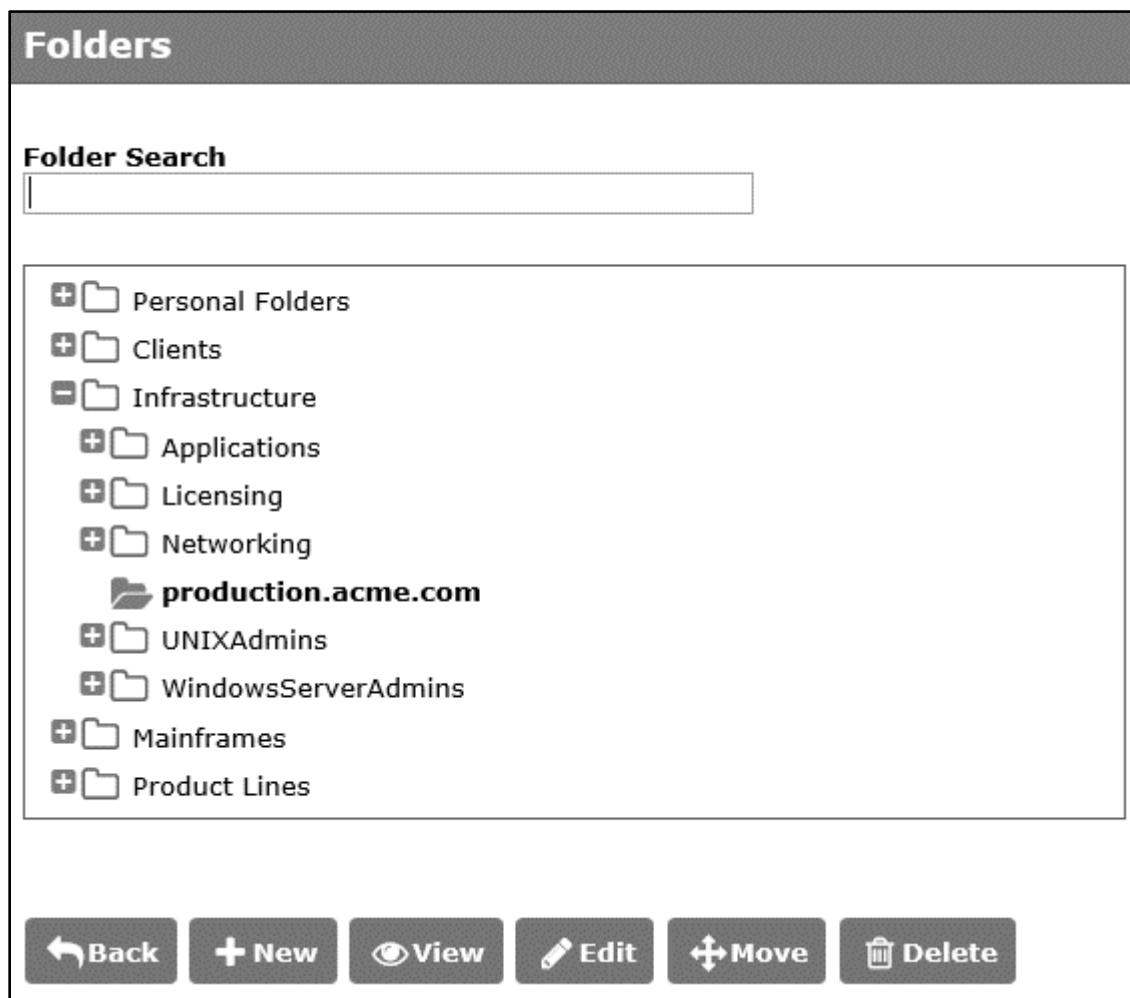 Folders
Folder Search
Personal Folders
Clients
Infrastructure
Applications
Licensing
Networking
production.acme.com
UNIXAdmins
WindowsServerAdmins
Mainframes
Product Lines
Back New View Edit Move Delete